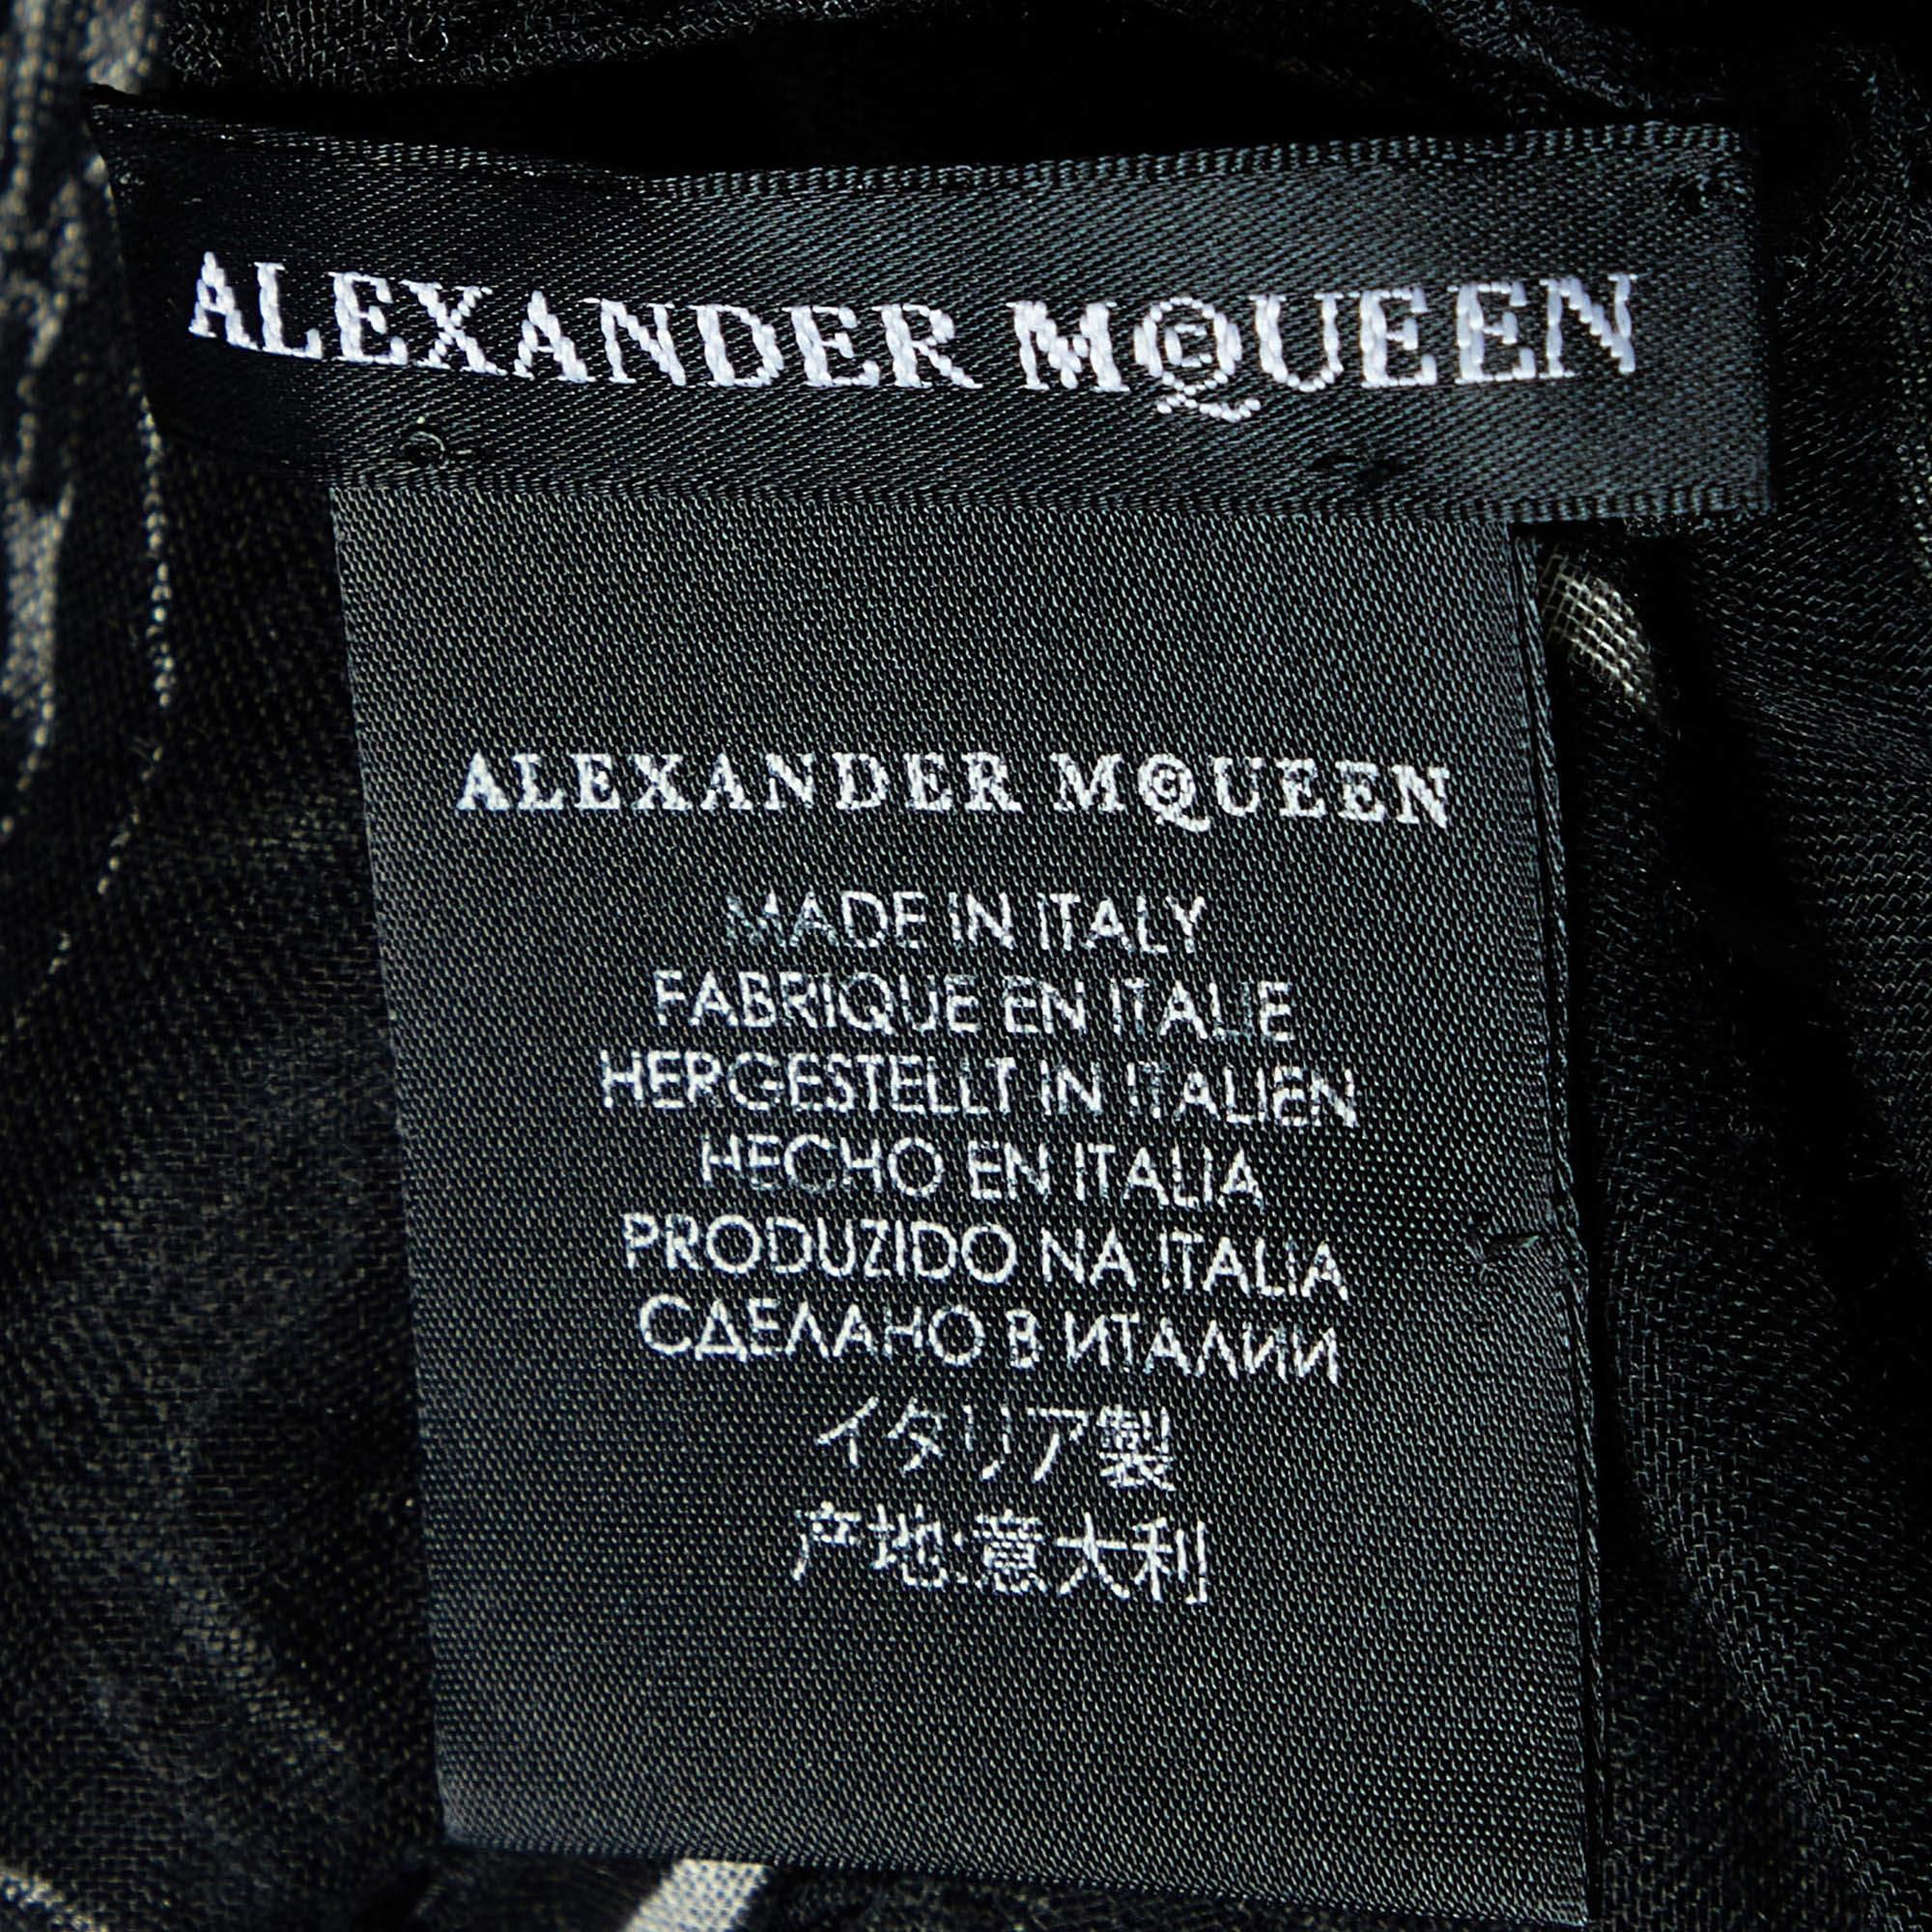 ALEXANDER MCQUEEN
ALEXANDER MCQUEEN
MADE IN ITALY
FABRIQUE EN ITALIE
HERGESTELLT IN ITALIEN
HECHO EN ITALIA
PRODUZIDO NA ITALIA
СДЕЛАНО В ИТАЛИИ
イタリア製
产地:意大利